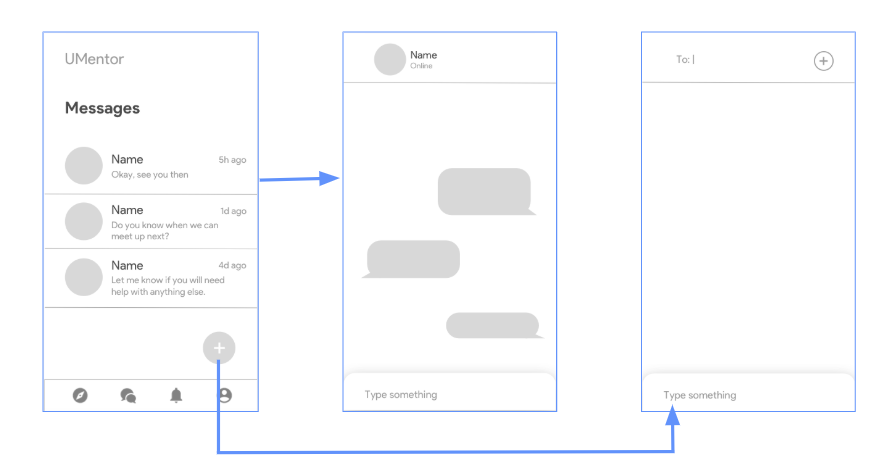 UMentor
Messages
Name
5h ago
Okay, see you then
Name
1d ago
Do you know when we can
meet up next?
Name
4d ago
Let me know if you will need
help with anything else.
Name
Online
Type something
To:
Type something